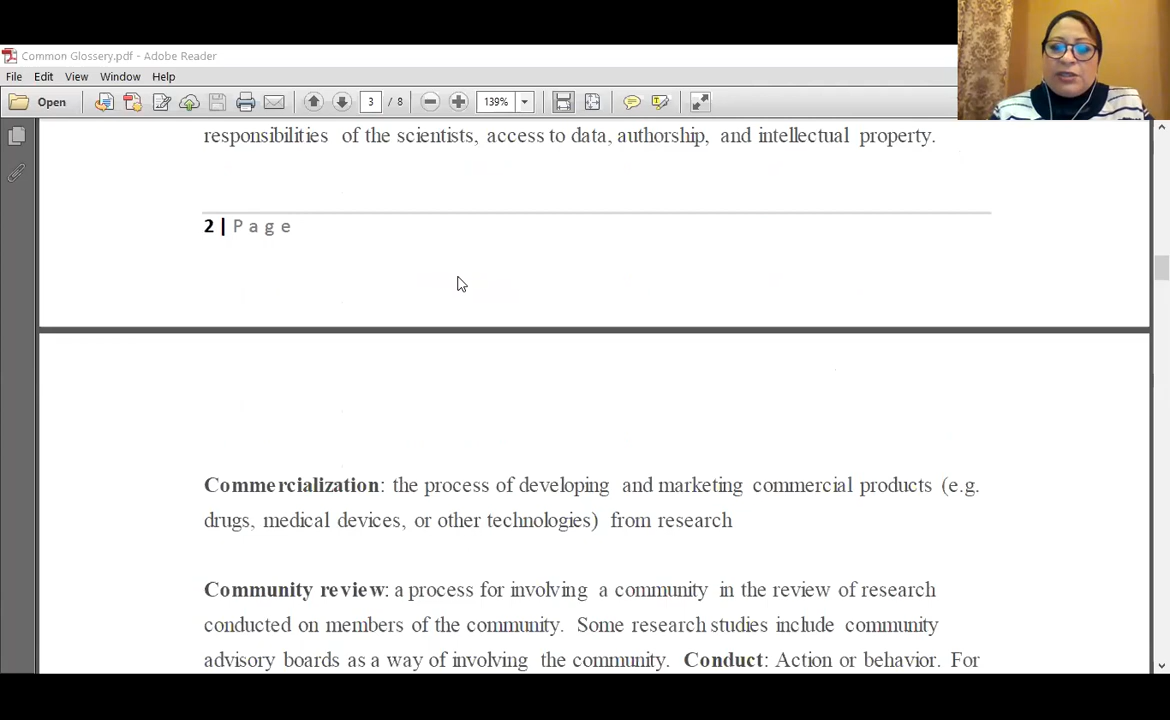 Common Glossery.pdf - Adobe Reader
File Edit View Window Help
Open 3 / 8 139%
responsibilities of the scientists, access to data, authorship, and intellectual property.
2 | P a g e
Commercialization: the process of developing and marketing commercial products (e.g.
drugs, medical devices, or other technologies) from research
Community review: a process for involving a community in the review of research
conducted on members of the community. Some research studies include community
advisory boards as a way of involving the community. Conduct: Action or behavior. For